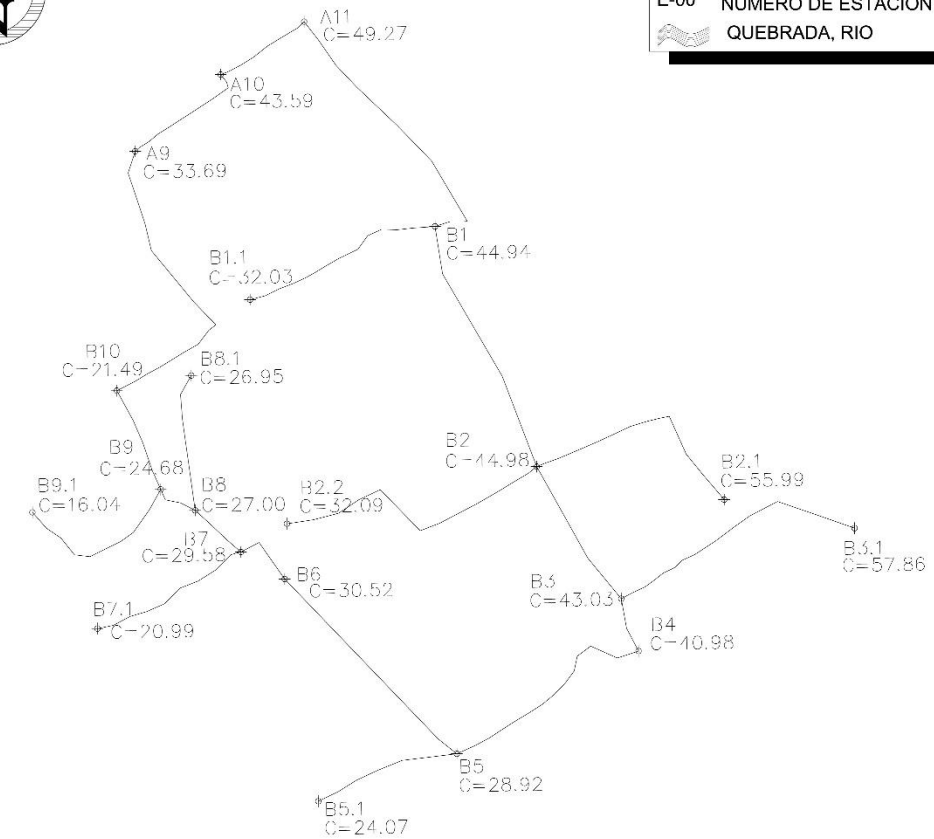 E-00 NUMERO DE ESTACION
QUEBRADA, RIO
A11
C=49.27
A10
C=43.59
A9
C=33.69
B1
C=44.94
B1.1
C=32.03
B10
C=21.49
B8.1
C=26.95
B9
C=24.68
B2
C=44.98
B2.1
C=55.99
B9.1
C=16.04
B8
C=27.00
B2.2
C=32.09
B7
C=29.58
B3.1
C=57.86
B6
C=30.52
B3
C=43.03
B7.1
C=20.99
B4
C=40.98
B5
C=28.92
B5.1
C=24.07